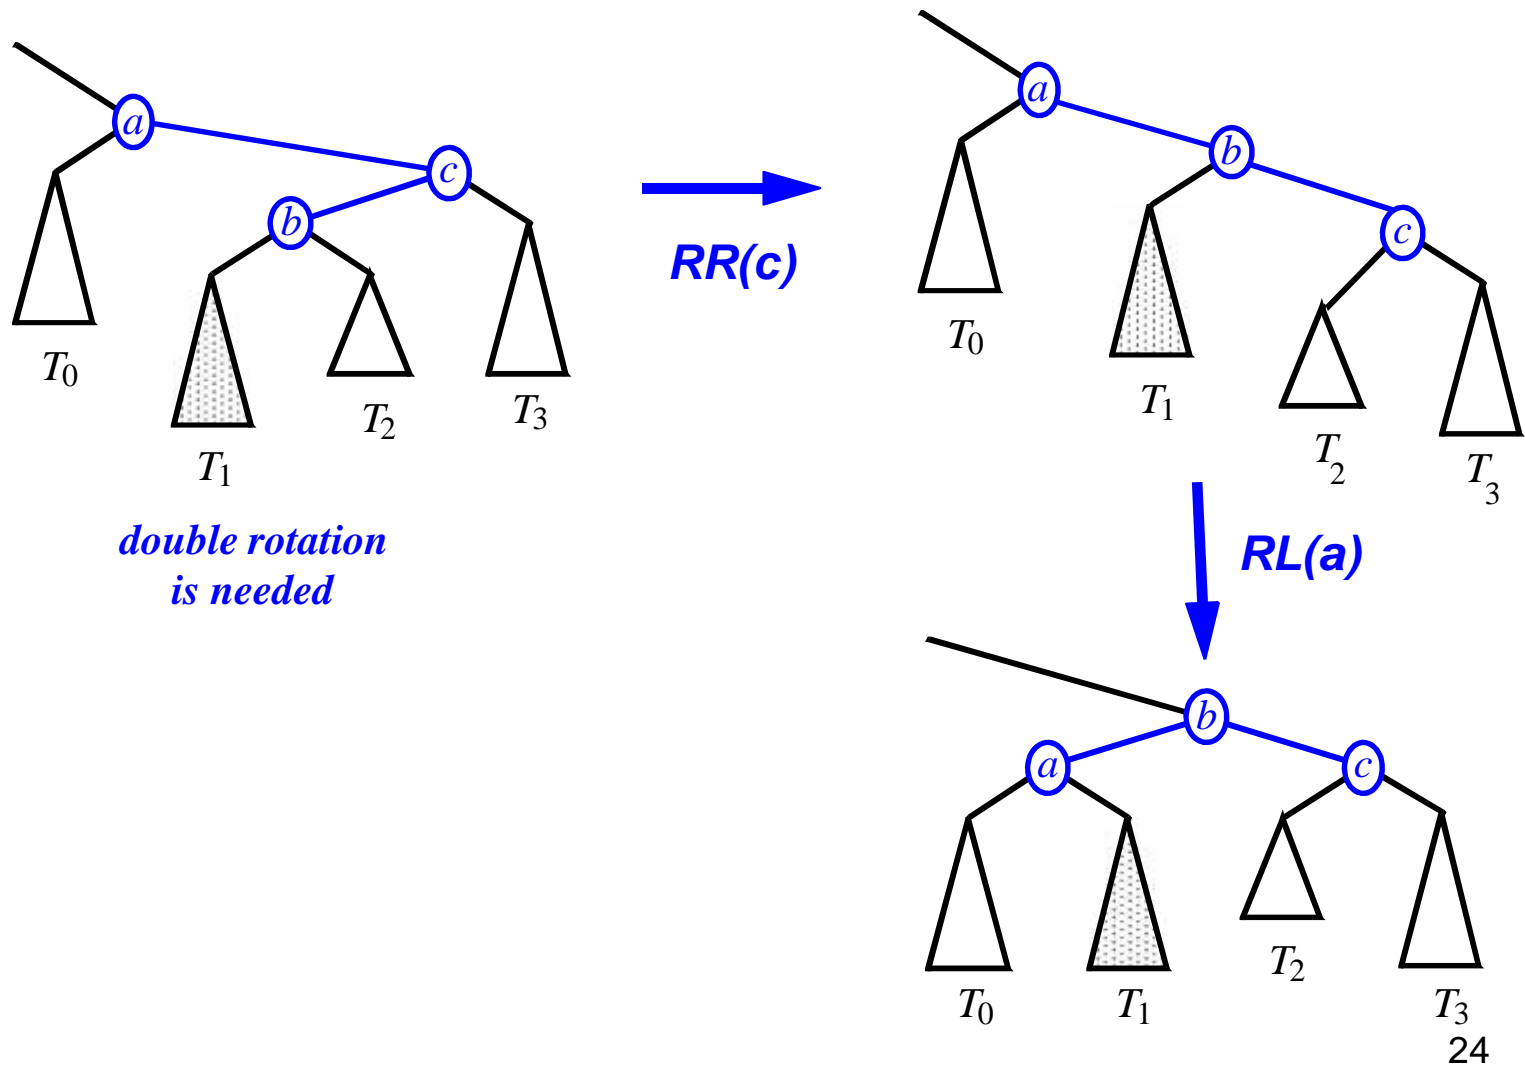 a
c
b
T0
T1
T2
T3
double rotation
is needed
RR(c)
a
b
c
T0
T1
T2
T3
RL(a)
b
a
c
T0
T1
T2
T3
24